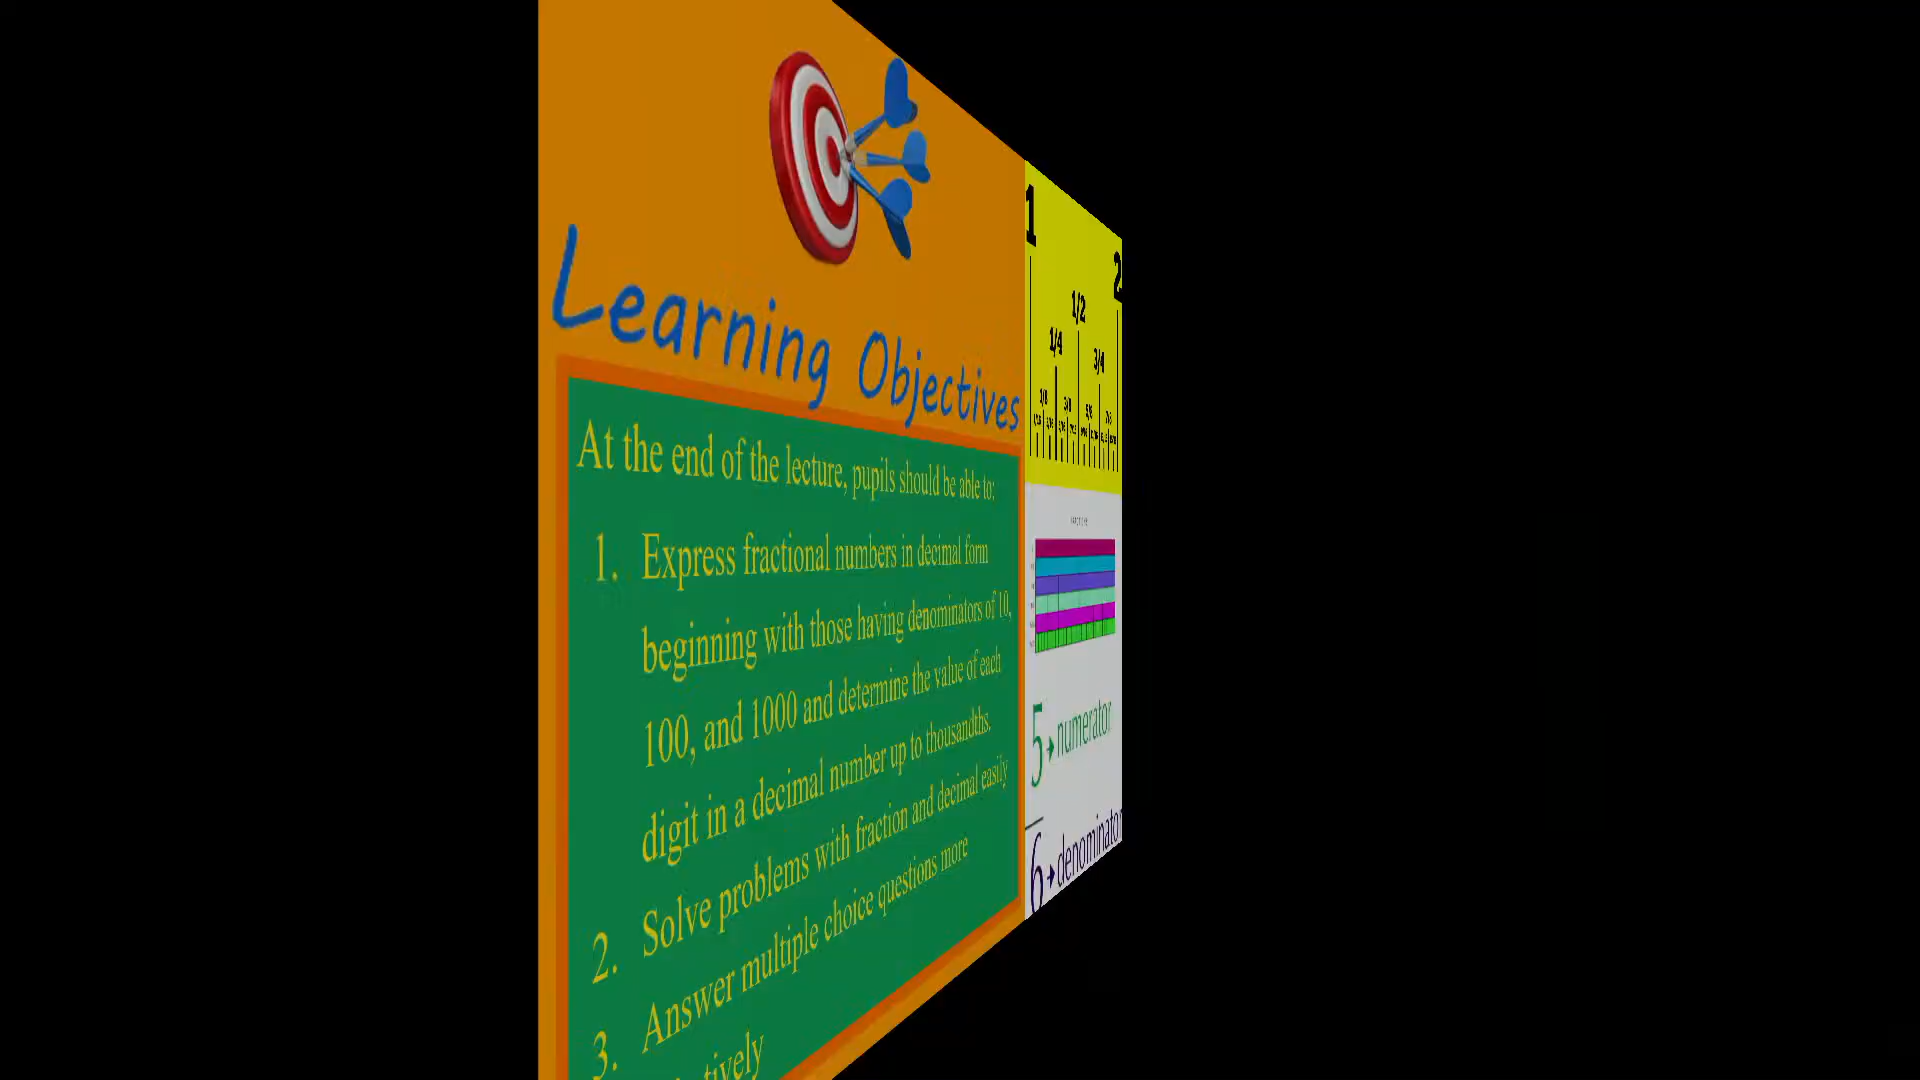 Learning Objectives
At the end of the lecture, pupils should be able to:
1. Express fractional numbers in decimal form
beginning with those having denominators of 10,
100, and 1000 and determine the value of each
digit in a decimal number up to thousandths.
2. Solve problems with fraction and decimal easily
3. Answer multiple choice questions more
1
2
1/2
1/4
3/4
5 numerator
6 denominator